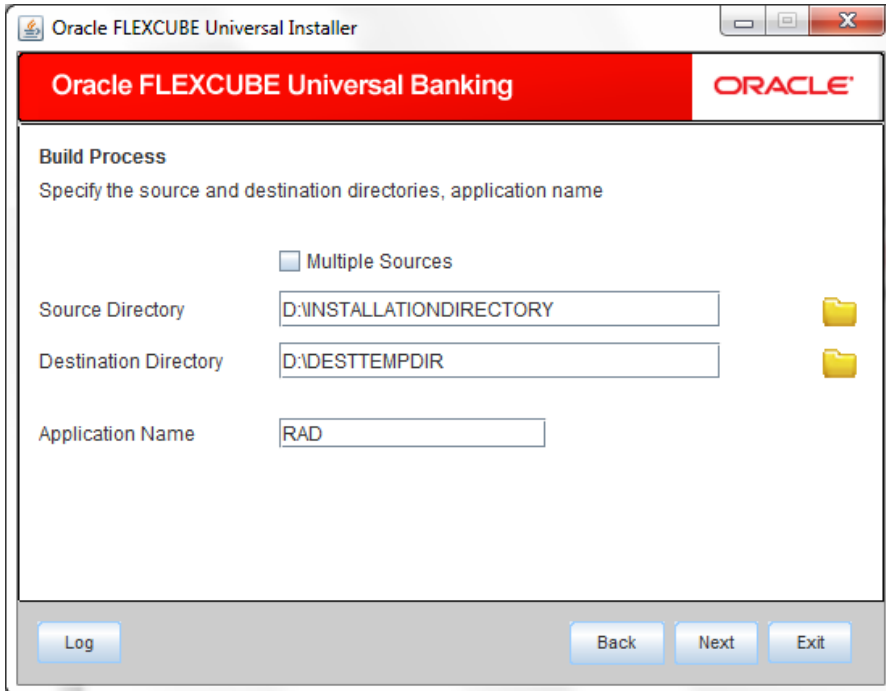 Oracle FLEXCUBE Universal Installer
Oracle FLEXCUBE Universal Banking
ORACLE
Build Process
Specify the source and destination directories, application name
Multiple Sources
Source Directory D:\INSTALLATIONDIRECTORY
Destination Directory D:\DESTTEMPDIR
Application Name RAD
Log Back Next Exit